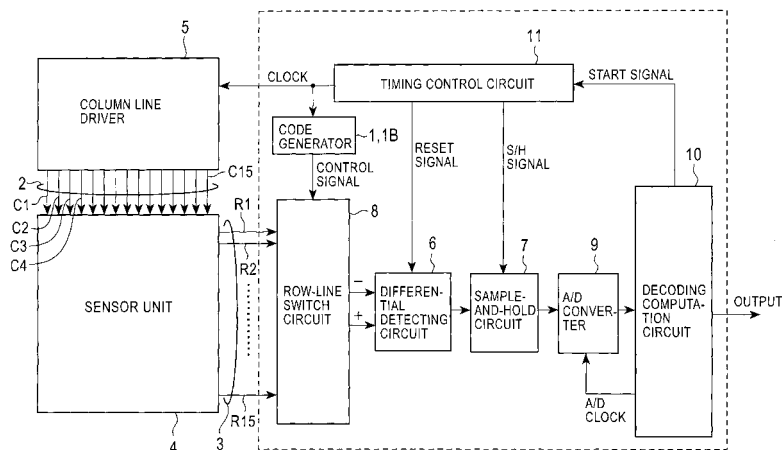 5
11
CLOCK
TIMING CONTROL CIRCUIT
START SIGNAL
COLUMN LINE
DRIVER
CODE
GENERATOR
1,1B
RESET
SIGNAL
S/H
SIGNAL
10
2
C15
CONTROL
SIGNAL
C1
C2
C3
C4
R1
R2
8
6
7
9
SENSOR UNIT
ROW-LINE
SWITCH
CIRCUIT
−
+
DIFFEREN-
TIAL
DETECTING
CIRCUIT
SAMPLE-
AND-HOLD
CIRCUIT
A/D
CONVER-
TER
DECODING
COMPUTA-
TION
CIRCUIT
OUTPUT
A/D
CLOCK
R15
4
3